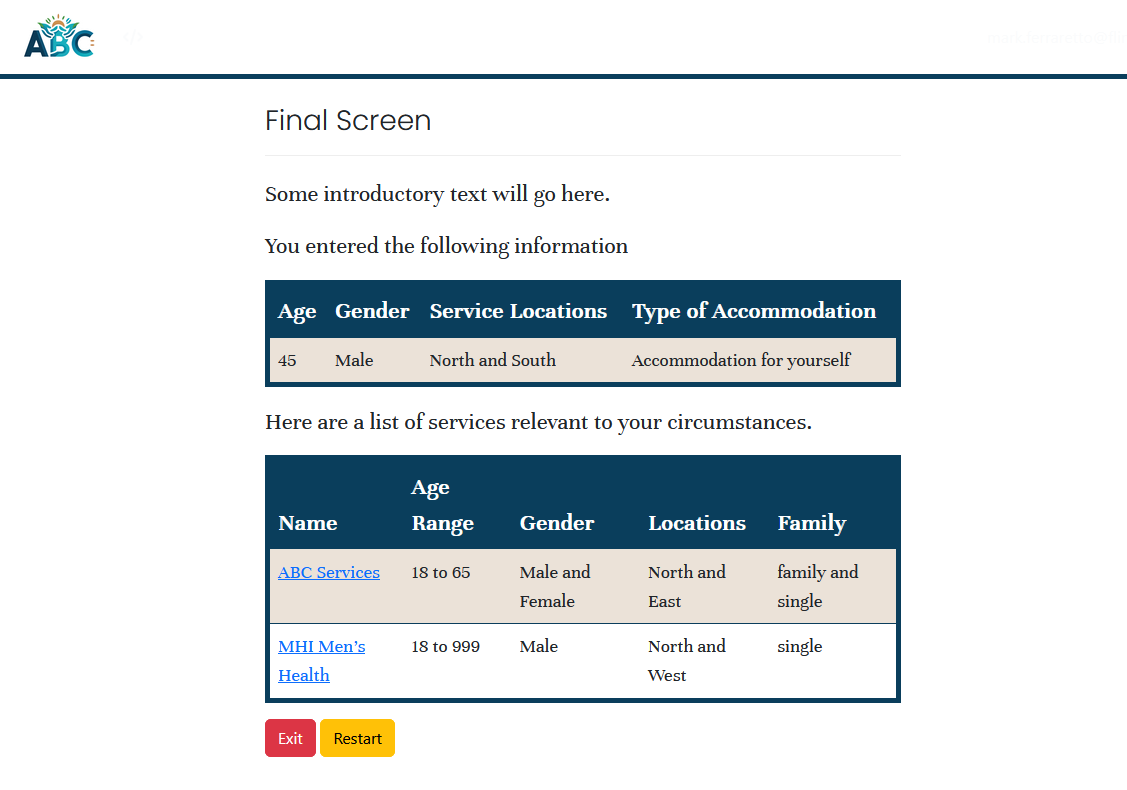 ABC
Final Screen
Some introductory text will go here.
You entered the following information
Age Gender Service Locations Type of Accommodation
45 Male North and South Accommodation for yourself
Here are a list of services relevant to your circumstances.
Age
Name Range Gender Locations Family
ABC Services 18 to 65 Male and North and family and
Female East single
MHI Men's 18 to 999 Male North and single
Health West
Exit Restart